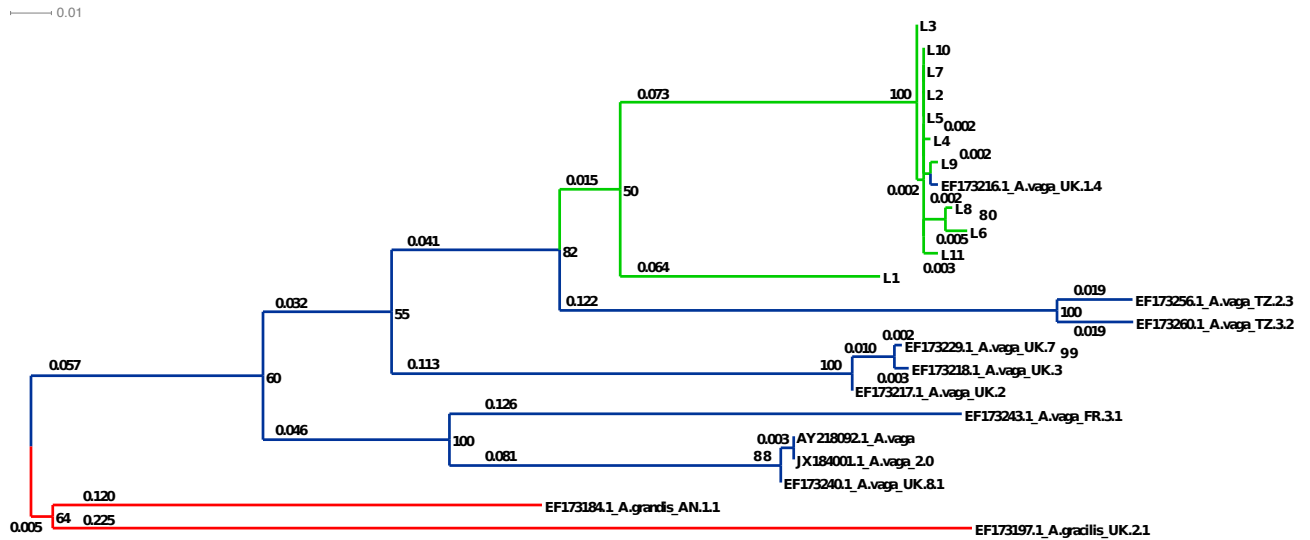 0.01
L3
L10
L7
0.073
100
L2
L5
0.002
L4
0.002
L9
0.015
50
0.002
EF173216.1_A.vaga_UK.1.4
0.002
L8
80
L6
0.005
0.041
82
L11
0.003
0.064
L1
0.032
0.122
0.019
EF173256.1_A.vaga_TZ.2.3
55
100
EF173260.1_A.vaga_TZ.3.2
0.019
0.002
0.010
EF173229.1_A.vaga_UK.7
99
0.057
0.113
100
EF173218.1_A.vaga_UK.3
60
0.003
EF173217.1_A.vaga_UK.2
0.126
EF173243.1_A.vaga_FR.3.1
0.046
100
0.003
AY218092.1_A.vaga
0.081
88
JX184001.1_A.vaga_2.0
EF173240.1_A.vaga_UK.8.1
0.120
EF173184.1_A.grandis_AN.1.1
0.005
64
0.225
EF173197.1_A.gracilis_UK.2.1